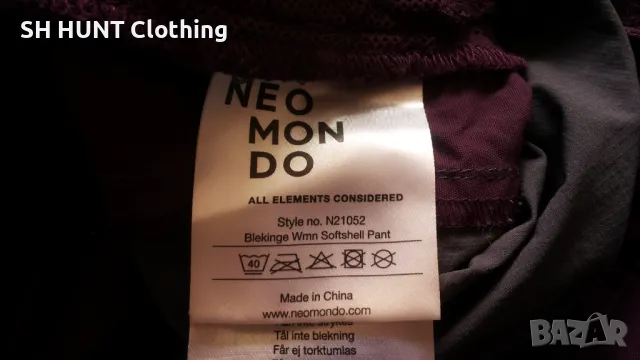 SH HUNT Clothing
NEO
MON
DO
ALL ELEMENTS CONSIDERED
Style no. N21052
Blekinge Wmn Softshell Pant
40
Made in China
www.neomondo.com
Tål inte blekning
Får ej torktumlas
BAZAR